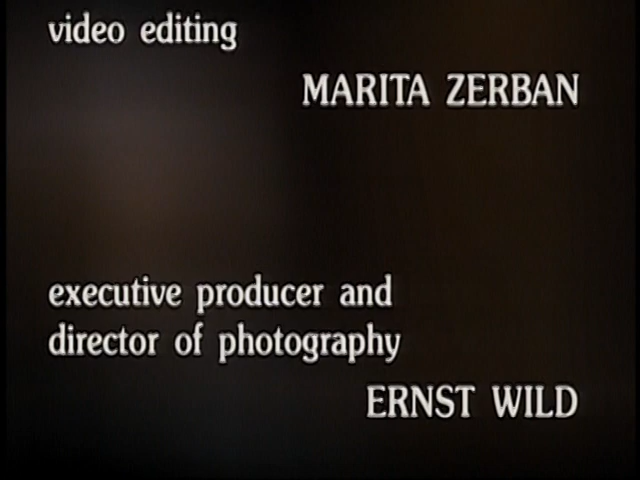 video editing
MARITA ZERBAN
executive producer and
director of photography
ERNST WILD